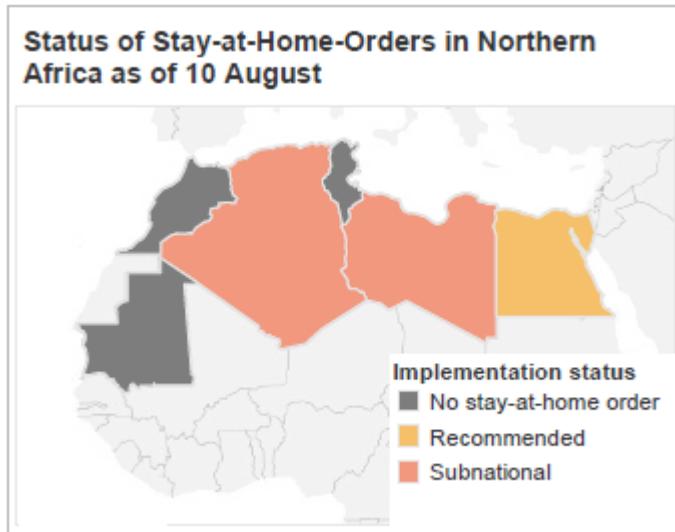 Status of Stay-at-Home-Orders in Northern
Africa as of 10 August
Implementation status
No stay-at-home order
Recommended
Subnational